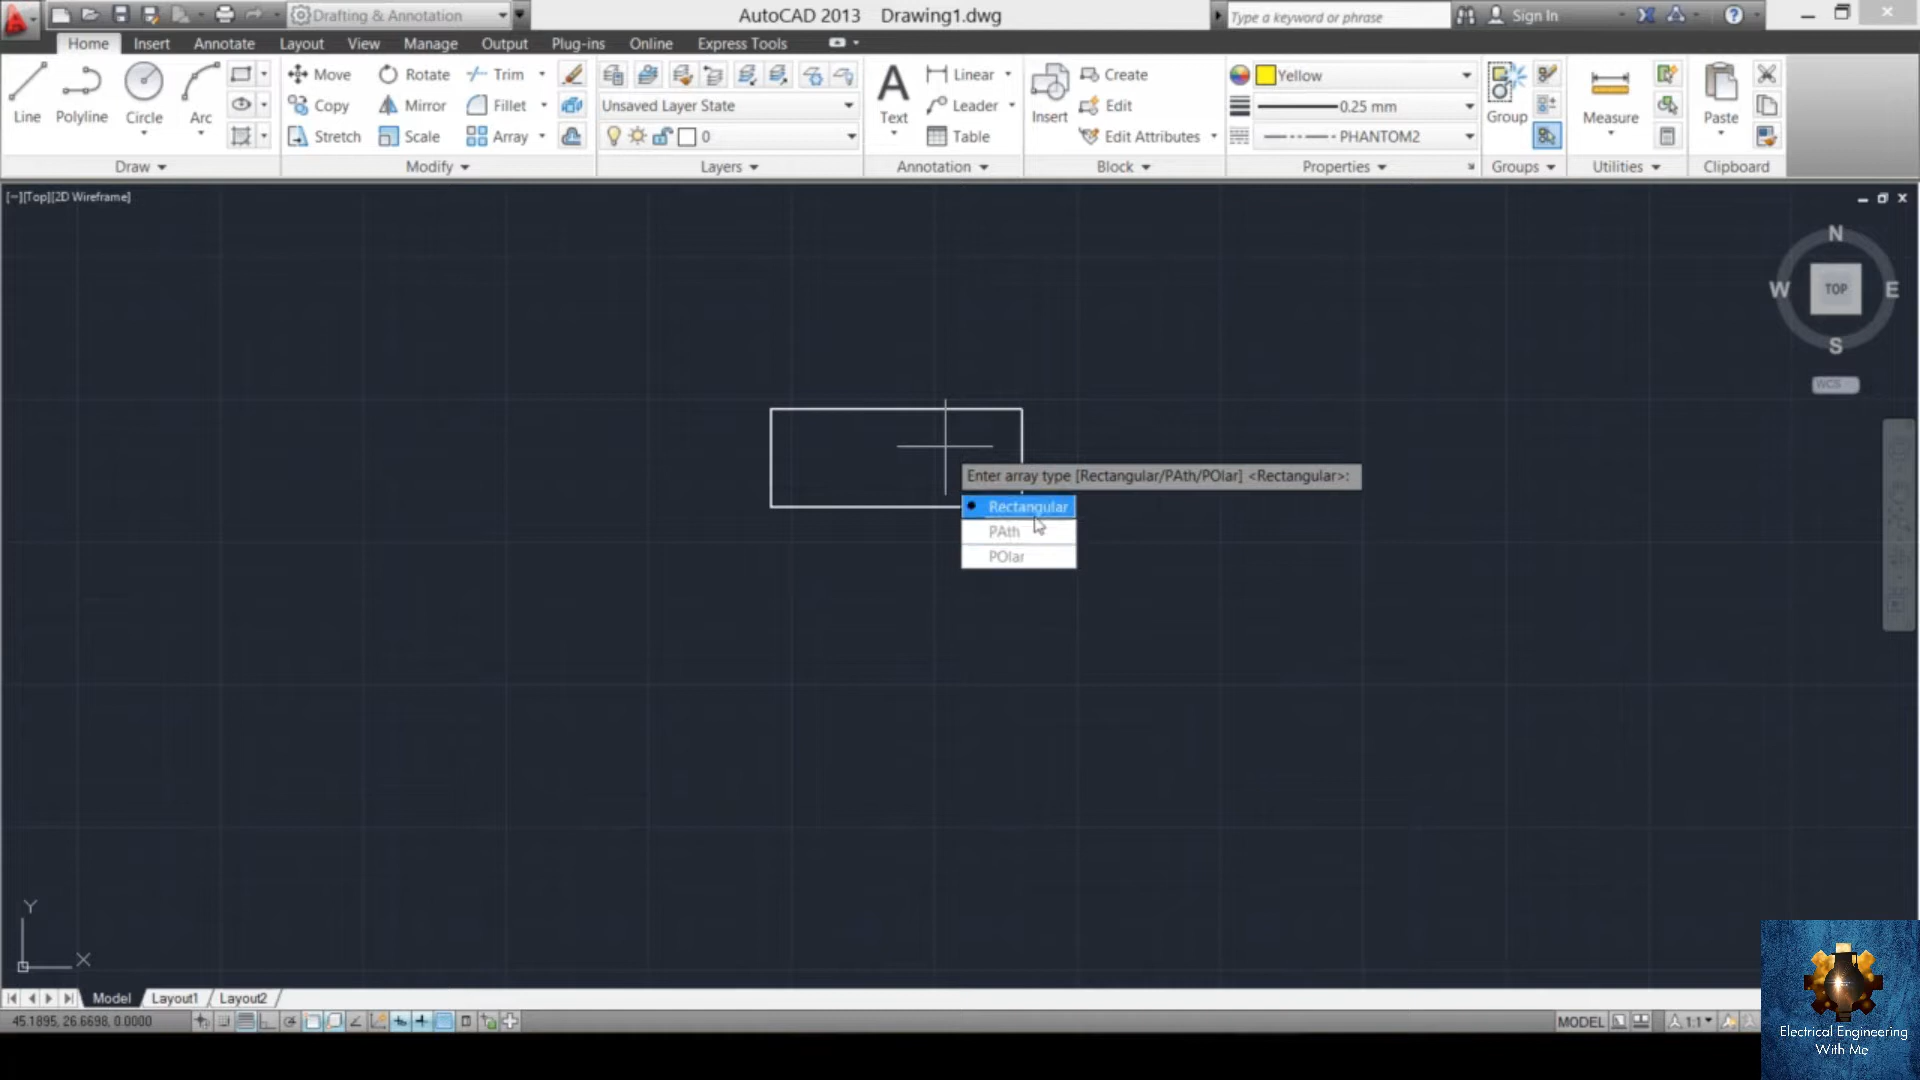 Drafting & Annotation
AutoCAD 2013 Drawing1.dwg
Type a keyword or phrase
Sign In
Home Insert Annotate Layout View Manage Output Plug-ins Online Express Tools
Line Polyline Circle Arc
Move Rotate Trim
Copy Mirror Fillet
Stretch Scale Array
Unsaved Layer State
0
Text
Linear
Leader
Table
Insert
Create
Edit
Edit Attributes
Yellow
0.25 mm
PHANTOM2
Group
Measure
Paste
Draw Modify Layers Annotation Block Properties Groups Utilities Clipboard
[−][Top][2D Wireframe]
N
W TOP E
S
WCS
Enter array type [Rectangular/PAth/POlar] <Rectangular>:
Rectangular
PAth
POlar
Y
X
Model Layout1 Layout2
45.1895, 26.6698, 0.0000
MODEL
1:1
Electrical Engineering
With Me